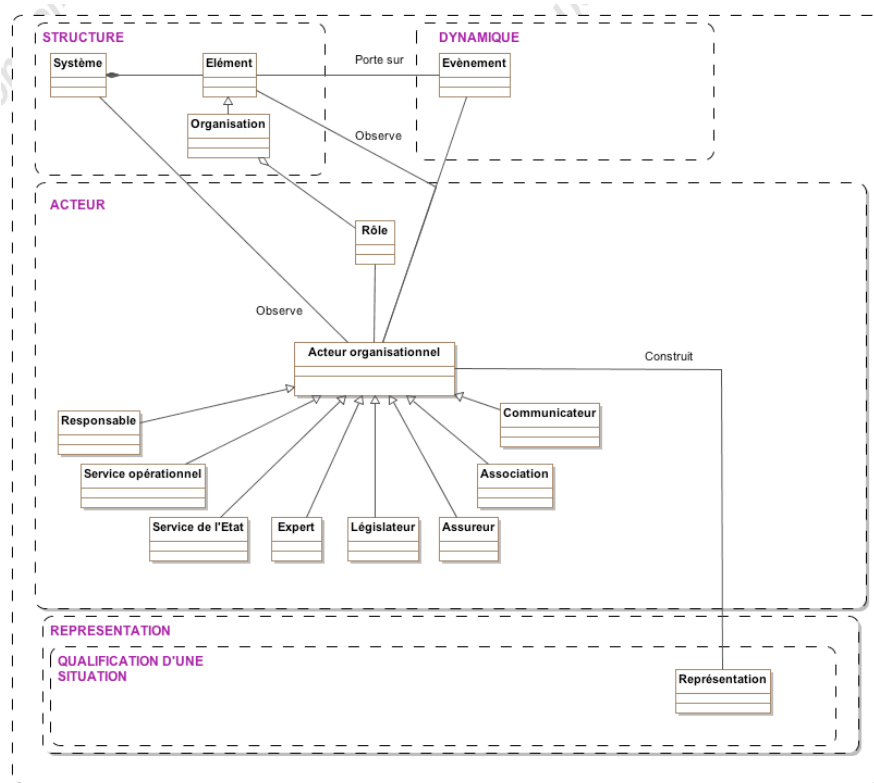 STRUCTURE
DYNAMIQUE
Système
Elément
Porte sur
Evènement
Organisation
Observe
ACTEUR
Rôle
Observe
Acteur organisationnel
Construit
Responsable
Communicateur
Service opérationnel
Association
Service de l'Etat
Expert
Législateur
Assureur
REPRESENTATION
QUALIFICATION D'UNE
SITUATION
Représentation